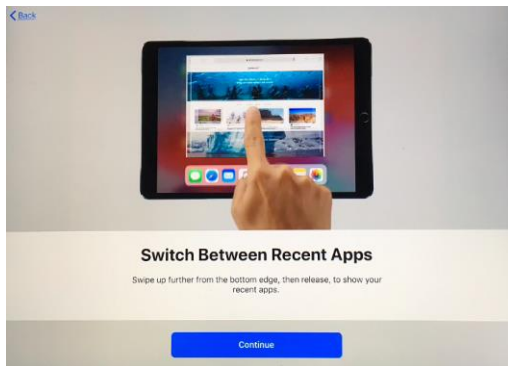 Back
Switch Between Recent Apps
Swipe up further from the bottom edge, then release, to show your
recent apps.
Continue